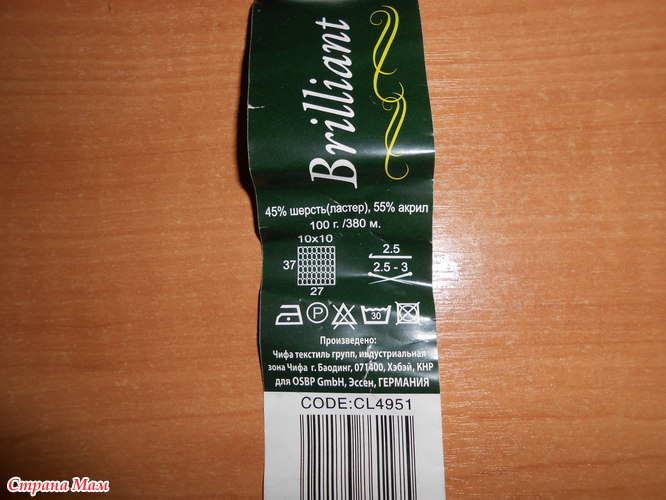 Brilliant
45% шерсть(ластер), 55% акрил
100 г. /380 м.
10x10
37
27
2.5
2.5 - 3
P
30
Произведено:
Чифа текстиль групп, индустриальная
зона Чифа г. Баодинг, 071400, Хэбэй, КНР
для OSBP GmbH, Эссен, ГЕРМАНИЯ
CODE:CL4951
Страна Мам